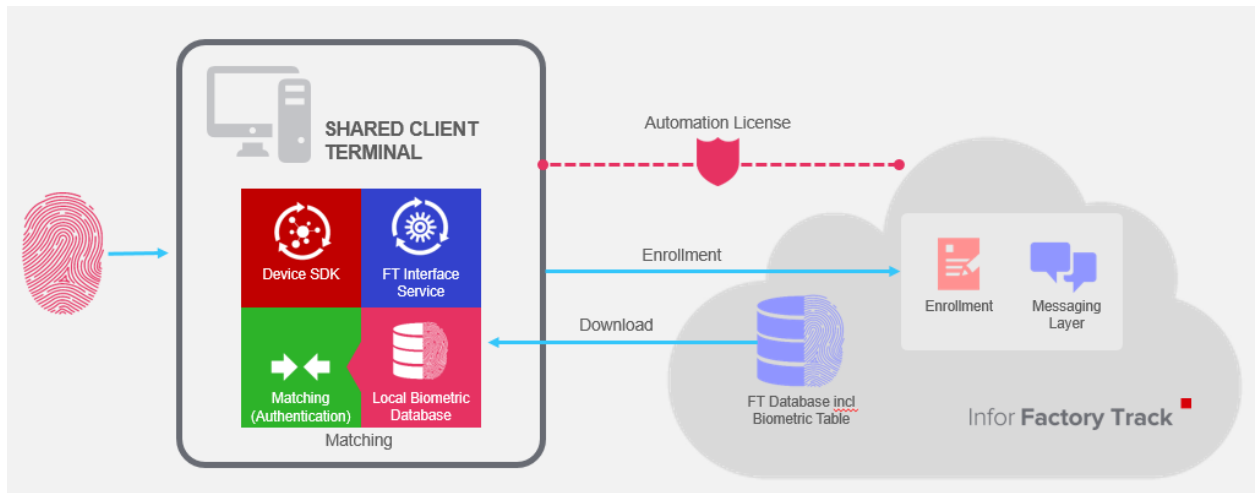 SHARED CLIENT
TERMINAL
Device SDK
FT Interface
Service
Matching
(Authentication)
Local Biometric
Database
Matching
Automation License
Enrollment
Download
Enrollment
Messaging
Layer
FT Database incl
Biometric Table
Infor Factory Track